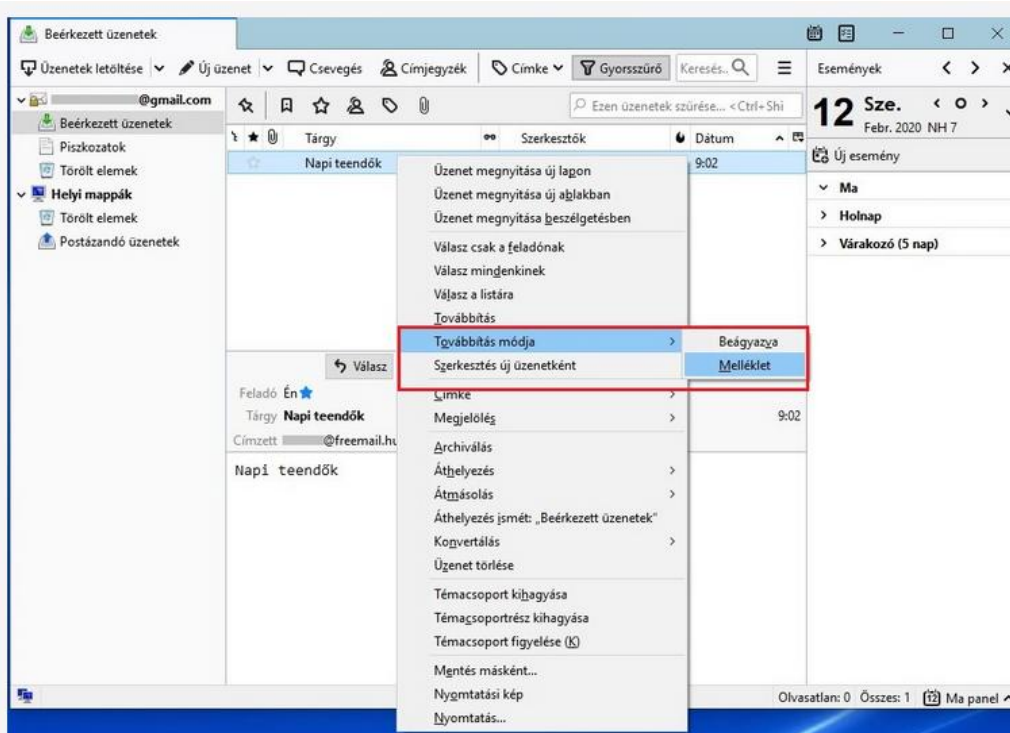 Beérkezett üzenetek
Üzenetek letöltése Új üzenet Csevegés Címjegyzék Címke Gyorsszűrő Keresés.. Események
@gmail.com
Beérkezett üzenetek
Piszkozatok
Törölt elemek
Helyi mappák
Törölt elemek
Postázandó üzenetek
Ezen üzenetek szűrése... <Ctrl+Shi
Tárgy Szerkesztők Dátum
Napi teendők 9:02
Üzenet megnyitása új lapon
Üzenet megnyitása új ablakban
Üzenet megnyitása beszélgetésben
Válasz csak a feladónak
Válasz mindenkinek
Válasz a listára
Továbbítás
Továbbítás módja
Szerkesztés új üzenetként
Beágyazva
Melléklet
Címke
Megjelölés
Archiválás
Áthelyezés
Átmásolás
Áthelyezés ismét: „Beérkezett üzenetek”
Konvertálás
Üzenet törlése
Témacsoport kihagyása
Témacsoportrész kihagyása
Témacsoport figyelése (K)
Mentés másként...
Nyomtatási kép
Nyomtatás...
Válasz
Feladó Én
Tárgy Napi teendők 9:02
Címzett @freemail.hu
Napi teendők
12 Sze.
Febr. 2020 NH 7
Új esemény
Ma
Holnap
Várakozó (5 nap)
Olvasatlan: 0 Összes: 1 12 Ma panel